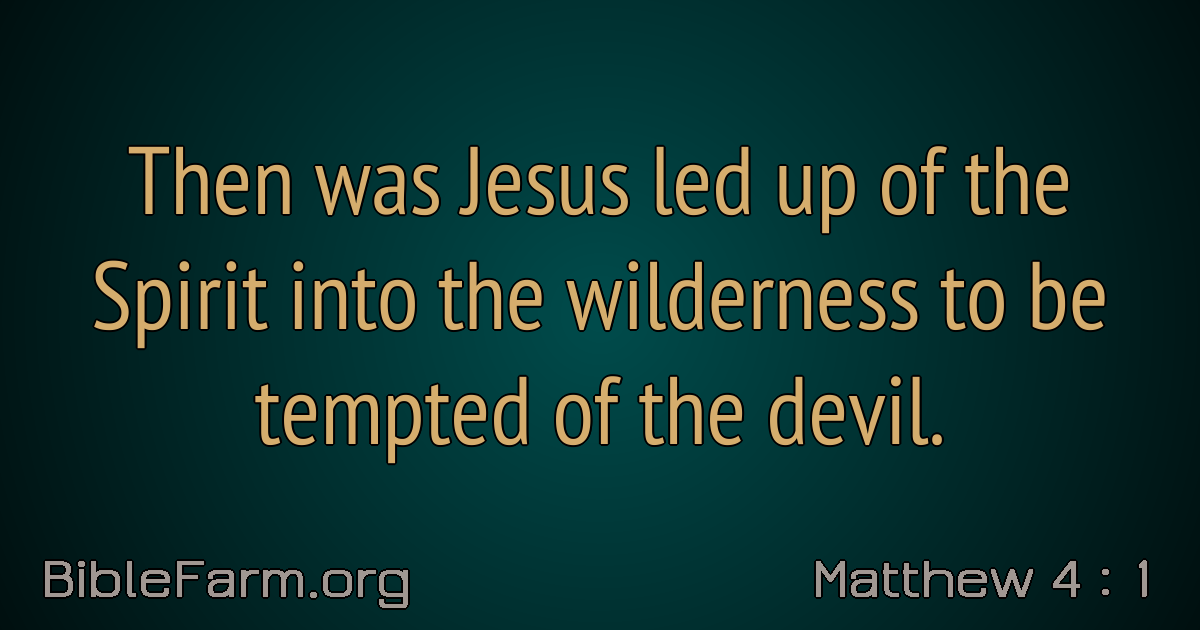 Then was Jesus led up of the
Spirit into the wilderness to be
tempted of the devil.
BibleFarm.org
Matthew 4 : 1